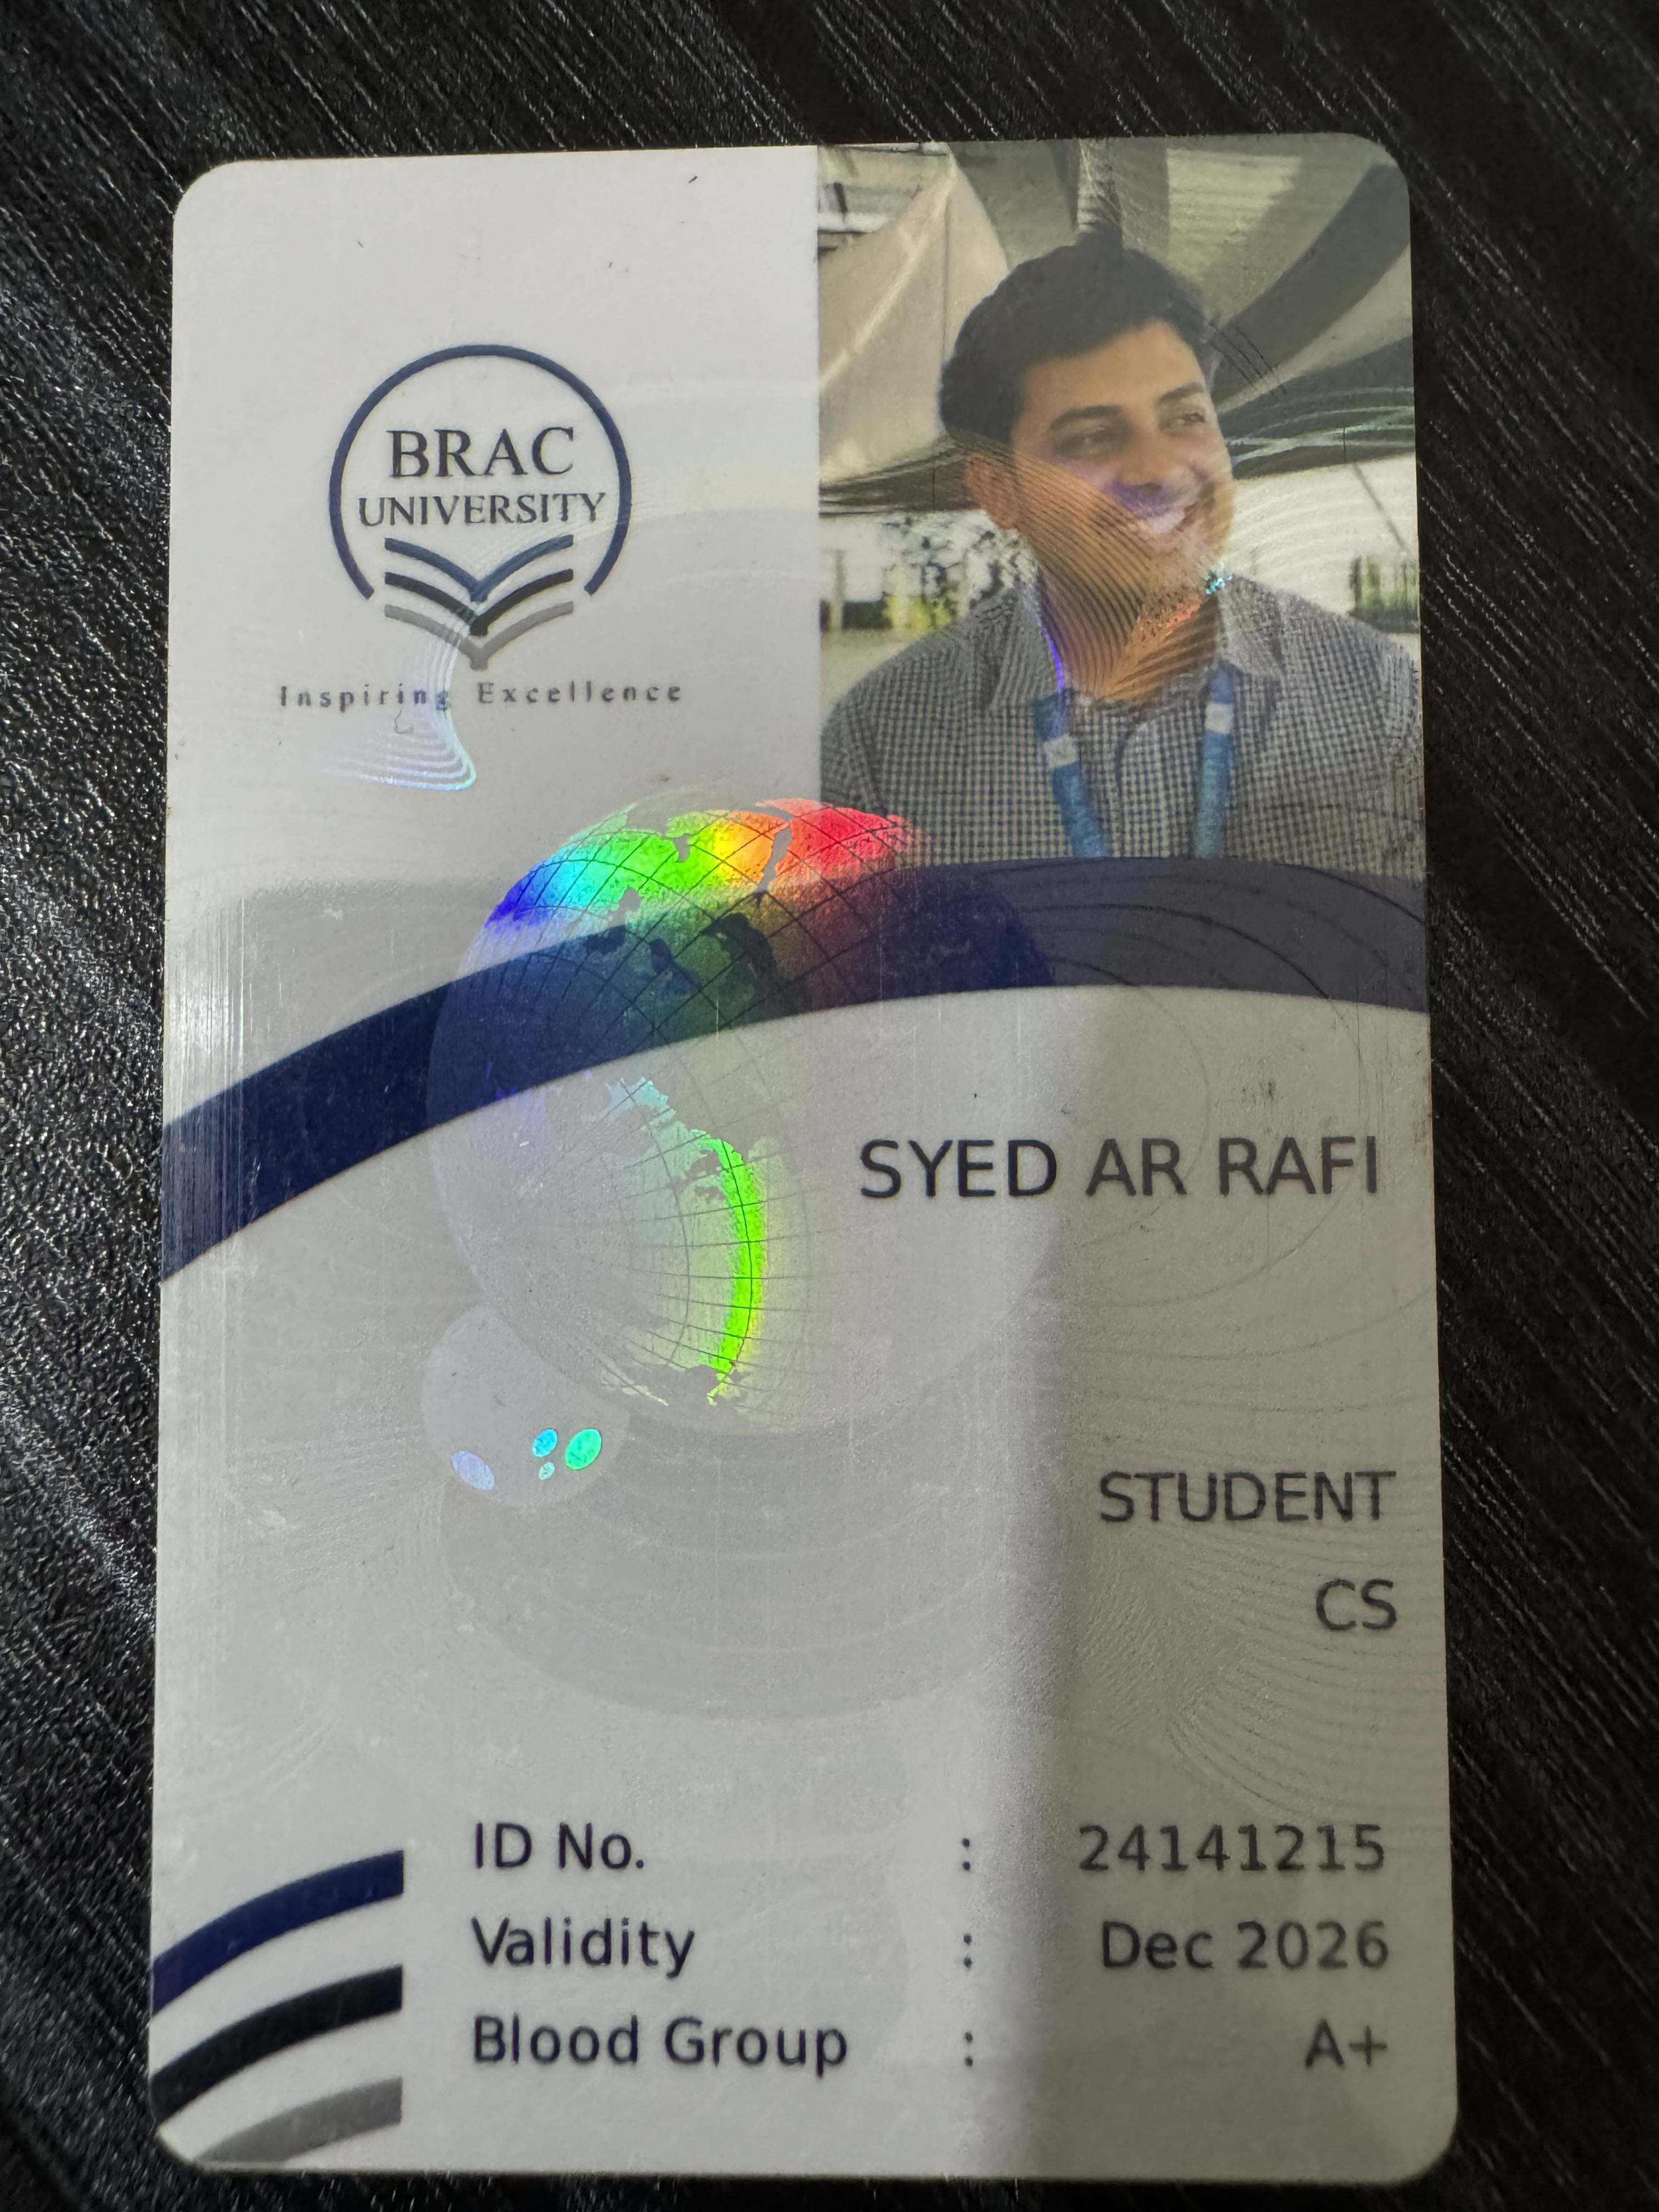 BRAC
UNIVERSITY
Inspiring Excellence
SYED AR RAFI
STUDENT
CS
ID No. : 24141215
Validity : Dec 2026
Blood Group : A+